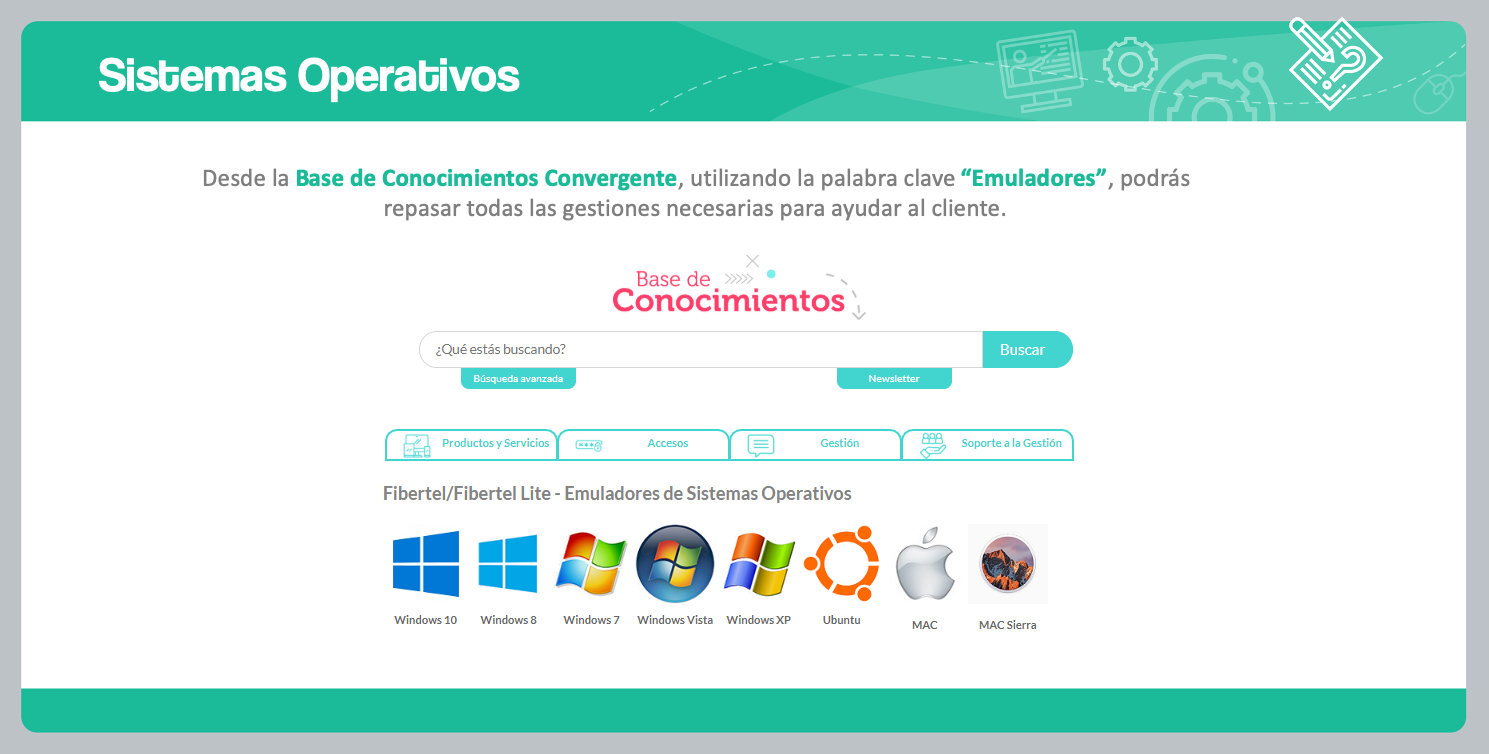 Sistemas Operativos
Desde la Base de Conocimientos Convergente, utilizando la palabra clave “Emuladores”, podrás
repasar todas las gestiones necesarias para ayudar al cliente.
Base de
Conocimientos
¿Qué estás buscando?
Buscar
Búsqueda avanzada
Newsletter
Productos y Servicios
Accesos
Gestión
Soporte a la Gestión
Fibertel/Fibertel Lite - Emuladores de Sistemas Operativos
Windows 10
Windows 8
Windows 7
Windows Vista
Windows XP
Ubuntu
MAC
MAC Sierra